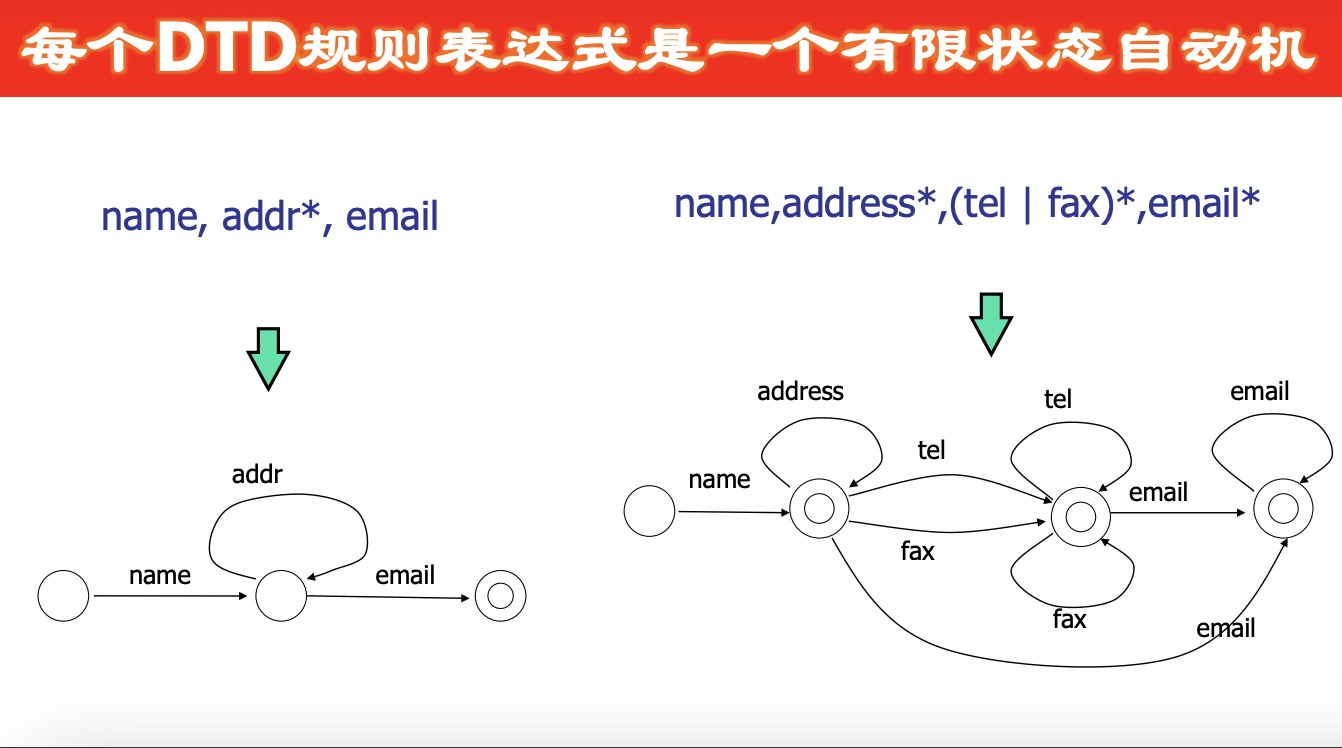 每个DTD规则表达式是一个有限状态自动机
name, addr*, email
name,address*,(tel | fax)*,email*
addr
name
email
address
tel
email
name
tel
email
fax
fax
email